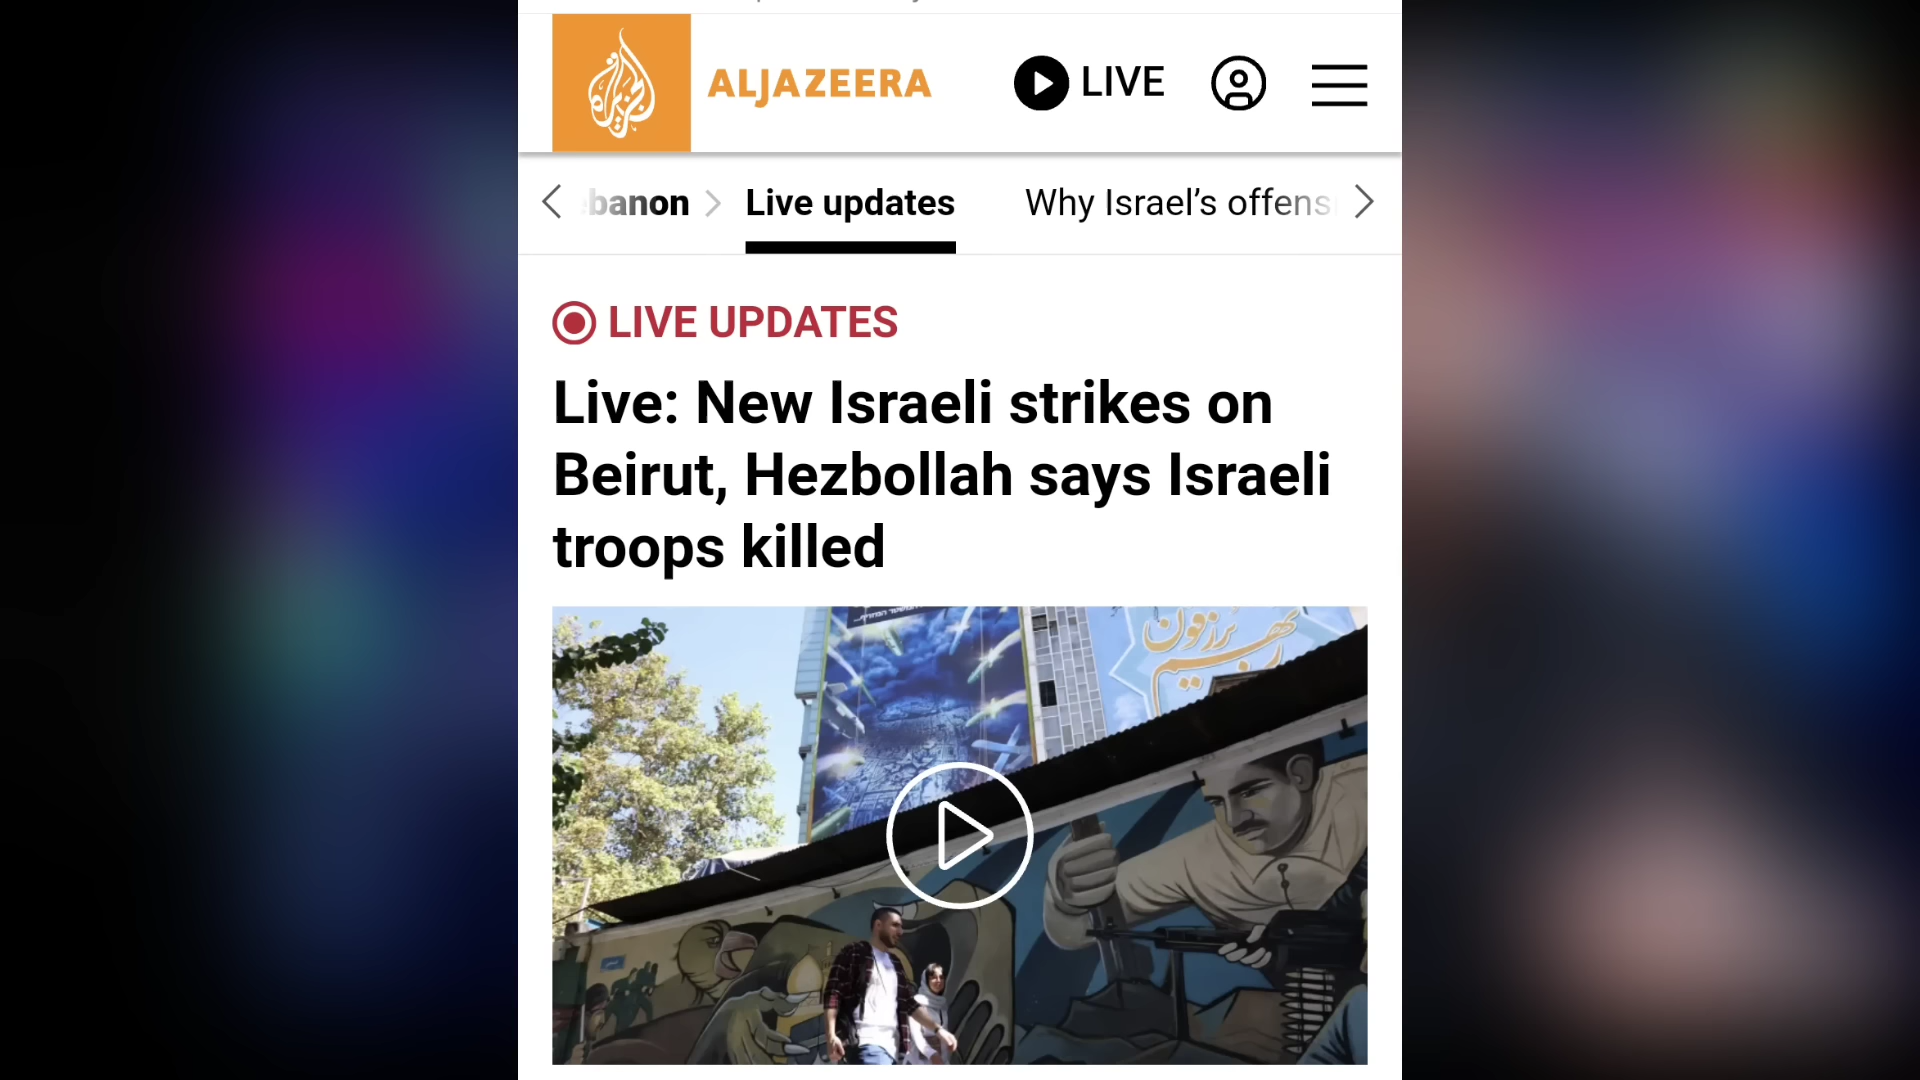 ALJAZEERA
LIVE
banon
Live updates
Why Israel’s offens
LIVE UPDATES
Live: New Israeli strikes on
Beirut, Hezbollah says Israeli
troops killed